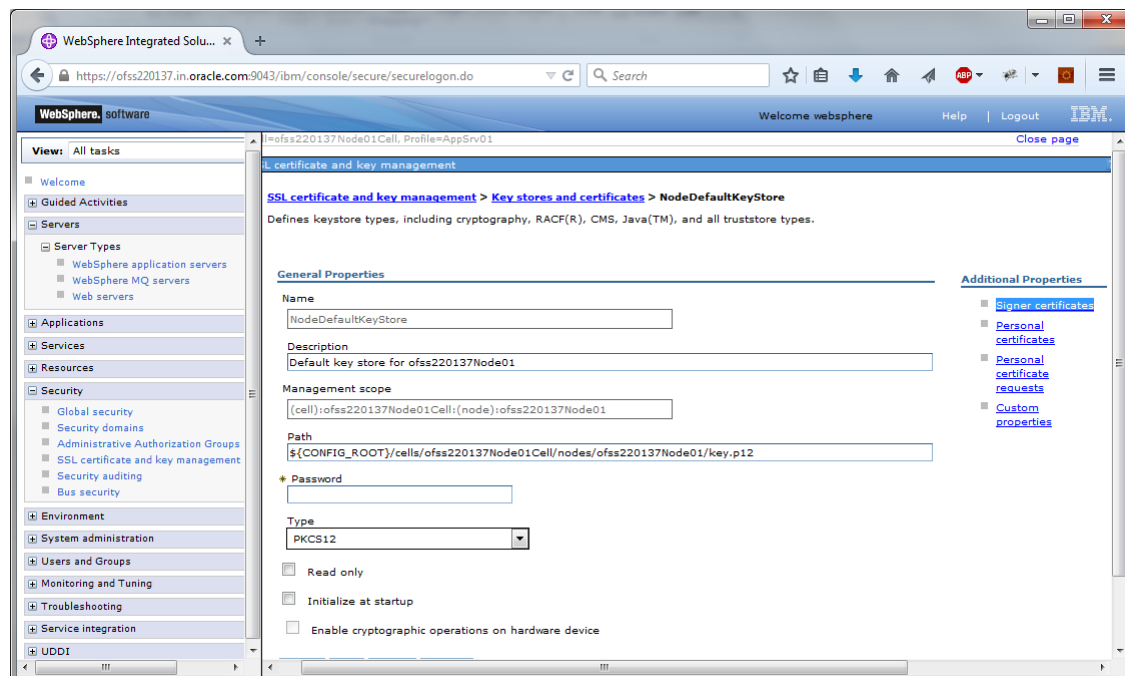 WebSphere Integrated Solu...
https://ofss220137.in.oracle.com:9043/ibm/console/secure/securelogon.do
Search
ABP
WebSphere. software
Welcome websphere
Help | Logout
IBM.
View: All tasks
Welcome
Guided Activities
Servers
Server Types
WebSphere application servers
WebSphere MQ servers
Web servers
Applications
Services
Resources
Security
Global security
Security domains
Administrative Authorization Groups
SSL certificate and key management
Security auditing
Bus security
Environment
System administration
Users and Groups
Monitoring and Tuning
Troubleshooting
Service integration
UDDI
ll=ofss220137Node01Cell, Profile=AppSrv01
Close page
L certificate and key management
SSL certificate and key management > Key stores and certificates > NodeDefaultKeyStore
Defines keystore types, including cryptography, RACF(R), CMS, Java(TM), and all truststore types.
General Properties
Name
NodeDefaultKeyStore
Description
Default key store for ofss220137Node01
Management scope
(cell):ofss220137Node01Cell:(node):ofss220137Node01
Path
${CONFIG_ROOT}/cells/ofss220137Node01Cell/nodes/ofss220137Node01/key.p12
* Password
Type
PKCS12
Read only
Initialize at startup
Enable cryptographic operations on hardware device
Additional Properties
Signer certificates
Personal
certificates
Personal
certificate
requests
Custom
properties